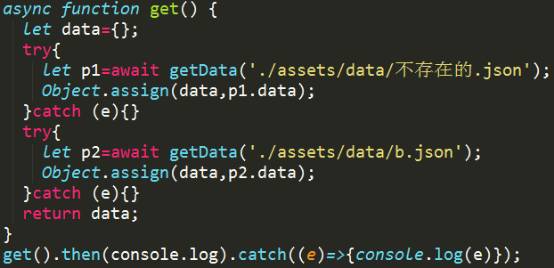 async function get() {
  let data={};
  try{
    let p1=await getData('./assets/data/不存在的.json');
    Object.assign(data,p1.data);
  }catch (e){}
  try{
    let p2=await getData('./assets/data/b.json');
    Object.assign(data,p2.data);
  }catch (e){}
  return data;
}
get().then(console.log).catch((e)=>{console.log(e)});